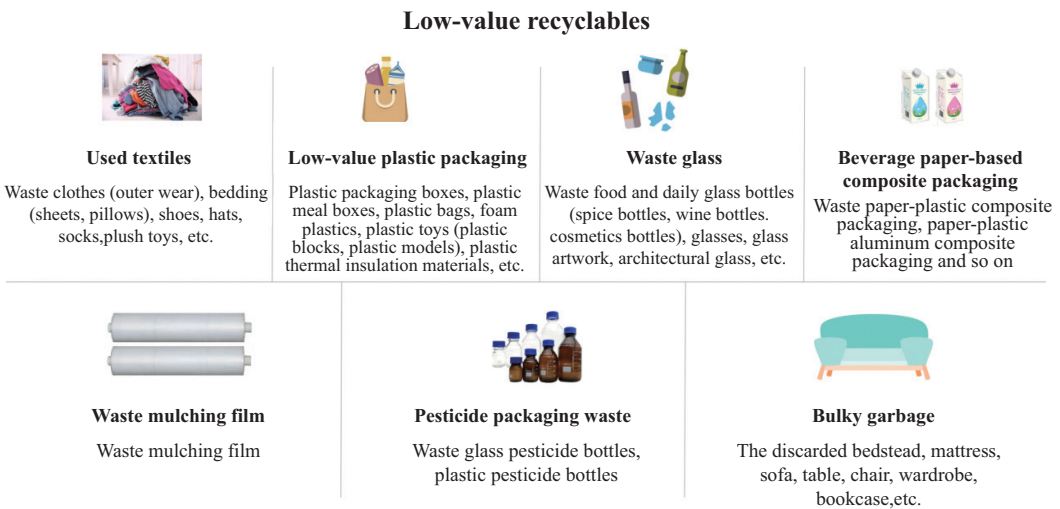 Low-value recyclables
Used textiles
Waste clothes (outer wear), bedding
(sheets, pillows), shoes, hats,
socks,plush toys, etc.
Low-value plastic packaging
Plastic packaging boxes, plastic
meal boxes, plastic bags, foam
plastics, plastic toys (plastic
blocks, plastic models), plastic
thermal insulation materials, etc.
Waste glass
Waste food and daily glass bottles
(spice bottles, wine bottles.
cosmetics bottles), glasses, glass
artwork, architectural glass, etc.
Beverage paper-based
composite packaging
Waste paper-plastic composite
packaging, paper-plastic
aluminum composite
packaging and so on
Waste mulching film
Waste mulching film
Pesticide packaging waste
Waste glass pesticide bottles,
plastic pesticide bottles
Bulky garbage
The discarded bedstead, mattress,
sofa, table, chair, wardrobe,
bookcase,etc.